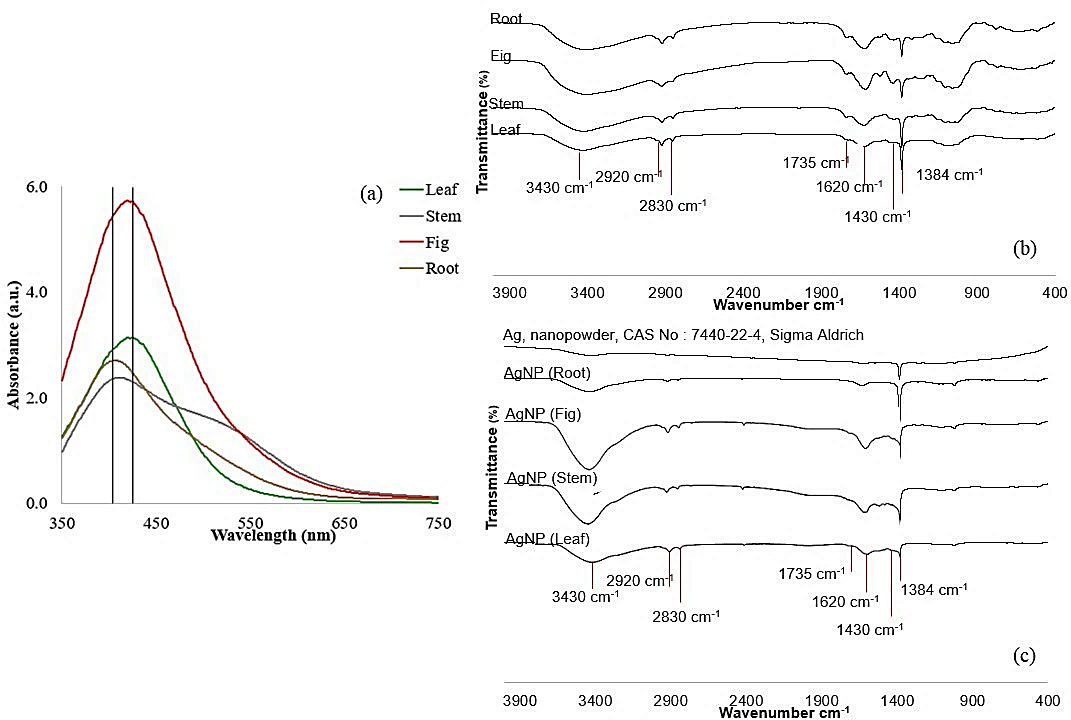 6.0
4.0
2.0
0.0
350
450
550
650
750
Absorbance (a.u.)
Wavelength (nm)
(a)
Leaf
Stem
Fig
Root
Root
Eig
Stem
Leaf
Transmittance (%)
3430 cm-1
2920 cm-1
2830 cm-1
1735 cm-1
1620 cm-1
1430 cm-1
1384 cm-1
(b)
3900 3400 2900 2400 1900 1400 900 400
Wavenumber cm-1
Ag, nanopowder, CAS No : 7440-22-4, Sigma Aldrich
AgNP (Root)
AgNP (Fig)
AgNP (Stem)
AgNP (Leaf)
Transmittance (%)
3430 cm-1
2920 cm-1
2830 cm-1
1735 cm-1
1620 cm-1
1430 cm-1
1384 cm-1
(c)
3900 3400 2900 2400 1900 1400 900 400
Wavenumber cm-1